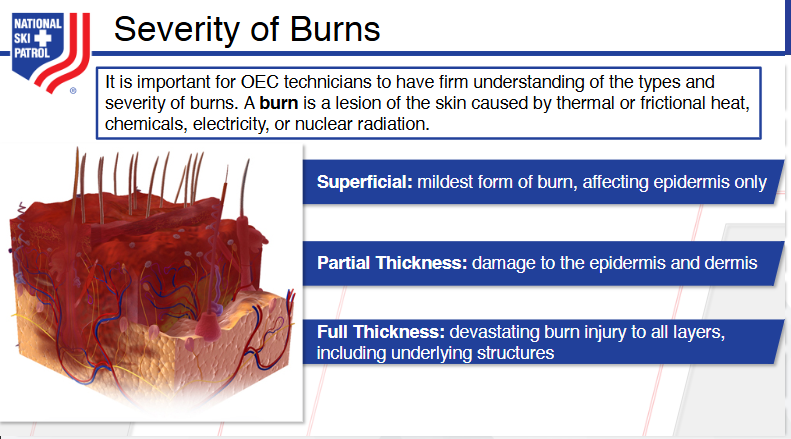 NATIONAL
SKI
PATROL
®
Severity of Burns
It is important for OEC technicians to have firm understanding of the types and
severity of burns. A burn is a lesion of the skin caused by thermal or frictional heat,
chemicals, electricity, or nuclear radiation.
Superficial: mildest form of burn, affecting epidermis only
Partial Thickness: damage to the epidermis and dermis
Full Thickness: devastating burn injury to all layers,
including underlying structures